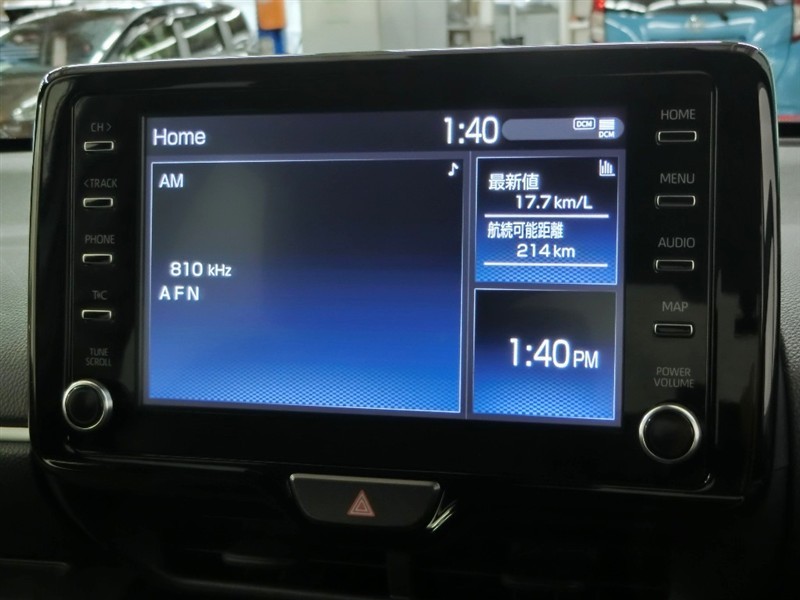 CH >
< TRACK
PHONE
T·C
TUNE
SCROLL
Home
1:40
DCM
DCM
AM
810 kHz
AFN
最新値
17.7 km/L
航続可能距離
214 km
1:40 PM
HOME
MENU
AUDIO
MAP
POWER
VOLUME